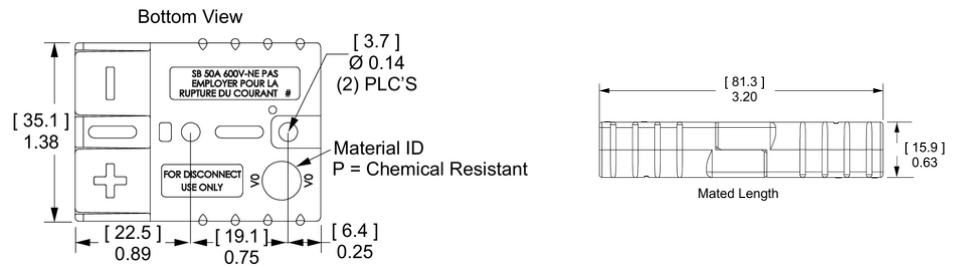 Bottom View
[ 3.7 ]
Ø 0.14
(2) PLC'S
SB 50A 600V-NE PAS
EMPLOYER POUR LA
RUPTURE DU COURANT #
[ 35.1 ]
1.38
Material ID
P = Chemical Resistant
FOR DISCONNECT
USE ONLY
VO
VO
[ 22.5 ]
0.89
[ 19.1 ]
0.75
[ 6.4 ]
0.25
[ 81.3 ]
3.20
[ 15.9 ]
0.63
Mated Length